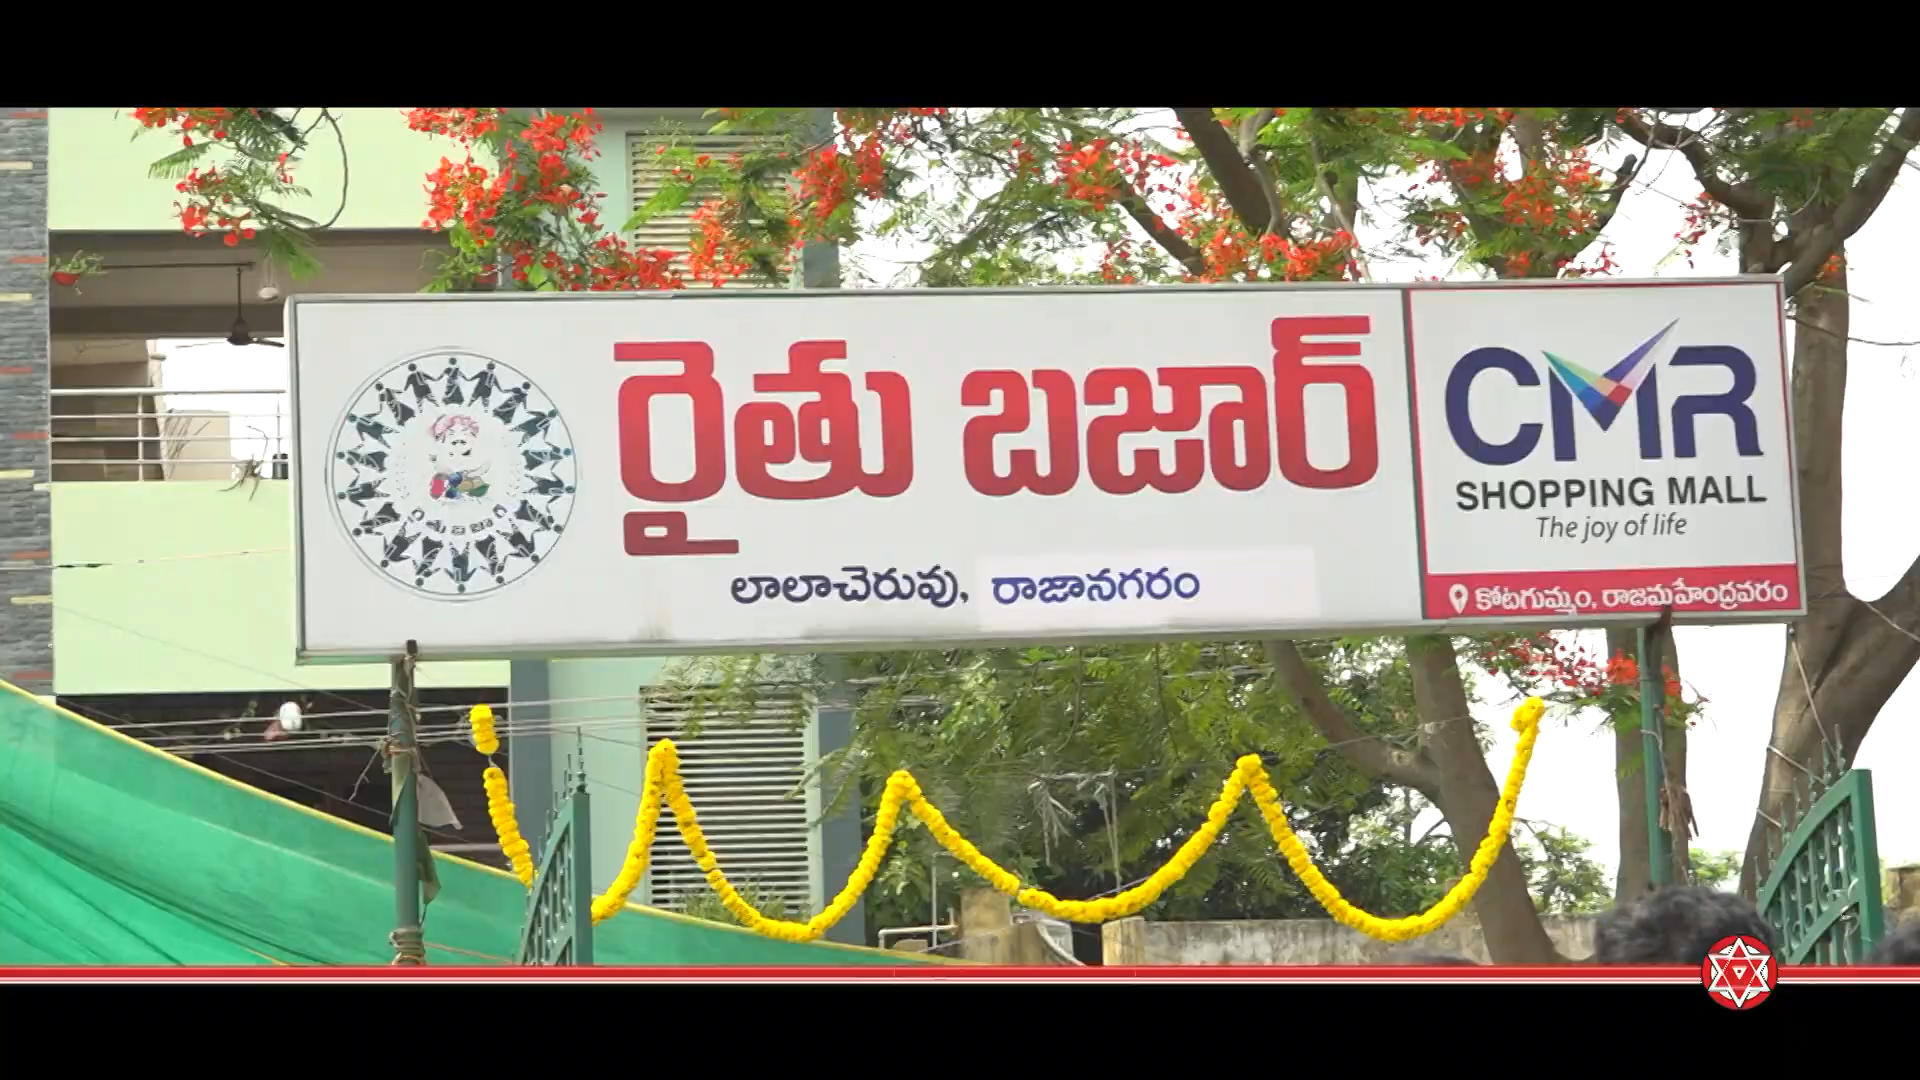 రైతు బజార్
లాలాచెరువు, రాజానగరం
CMR
SHOPPING MALL
The joy of life
కోటగుమ్మం, రాజమహేంద్రవరం